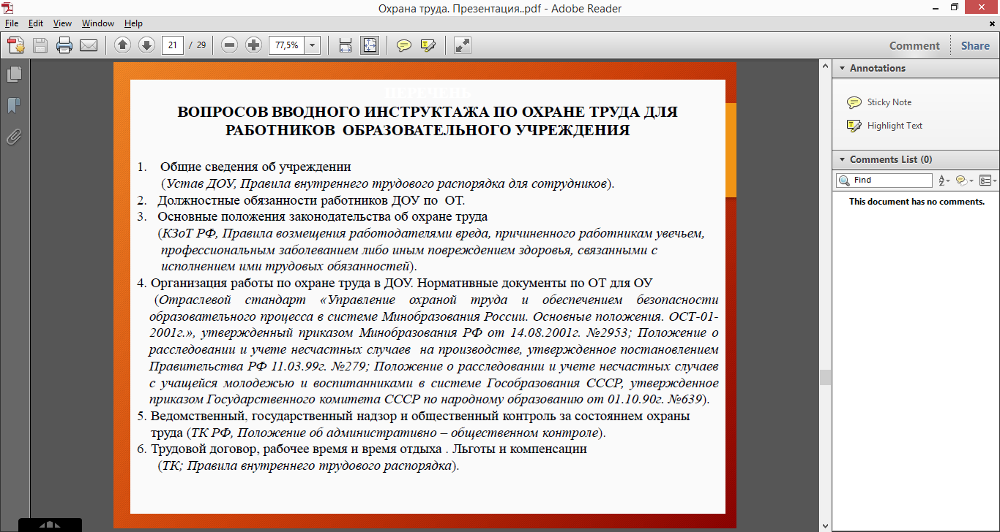 Охрана труда. Презентация..pdf - Adobe Reader
File Edit View Window Help
21 / 29 77,5% Comment Share
ПЕРЕЧЕНЬ
ВОПРОСОВ ВВОДНОГО ИНСТРУКТАЖА ПО ОХРАНЕ ТРУДА ДЛЯ
РАБОТНИКОВ ОБРАЗОВАТЕЛЬНОГО УЧРЕЖДЕНИЯ
1. Общие сведения об учреждении
(Устав ДОУ, Правила внутреннего трудового распорядка для сотрудников).
2. Должностные обязанности работников ДОУ по ОТ.
3. Основные положения законодательства об охране труда
(КЗоТ РФ, Правила возмещения работодателями вреда, причиненного работникам увечьем,
профессиональным заболеванием либо иным повреждением здоровья, связанными с
исполнением ими трудовых обязанностей).
4. Организация работы по охране труда в ДОУ. Нормативные документы по ОТ для ОУ
(Отраслевой стандарт «Управление охраной труда и обеспечением безопасности
образовательного процесса в системе Минобразования России. Основные положения. ОСТ-01-
2001г.», утвержденный приказом Минобразования РФ от 14.08.2001г. №2953; Положение о
расследовании и учете несчастных случаев на производстве, утвержденное постановлением
Правительства РФ 11.03.99г. №279; Положение о расследовании и учете несчастных случаев
с учащейся молодежью и воспитанниками в системе Гособразования СССР, утвержденное
приказом Государственного комитета СССР по народному образованию от 01.10.90г. №639).
5. Ведомственный, государственный надзор и общественный контроль за состоянием охраны
труда (ТК РФ, Положение об административно – общественном контроле).
6. Трудовой договор, рабочее время и время отдыха . Льготы и компенсации
(ТК; Правила внутреннего трудового распорядка).
Annotations
Sticky Note
Highlight Text
Comments List (0)
Find
This document has no comments.